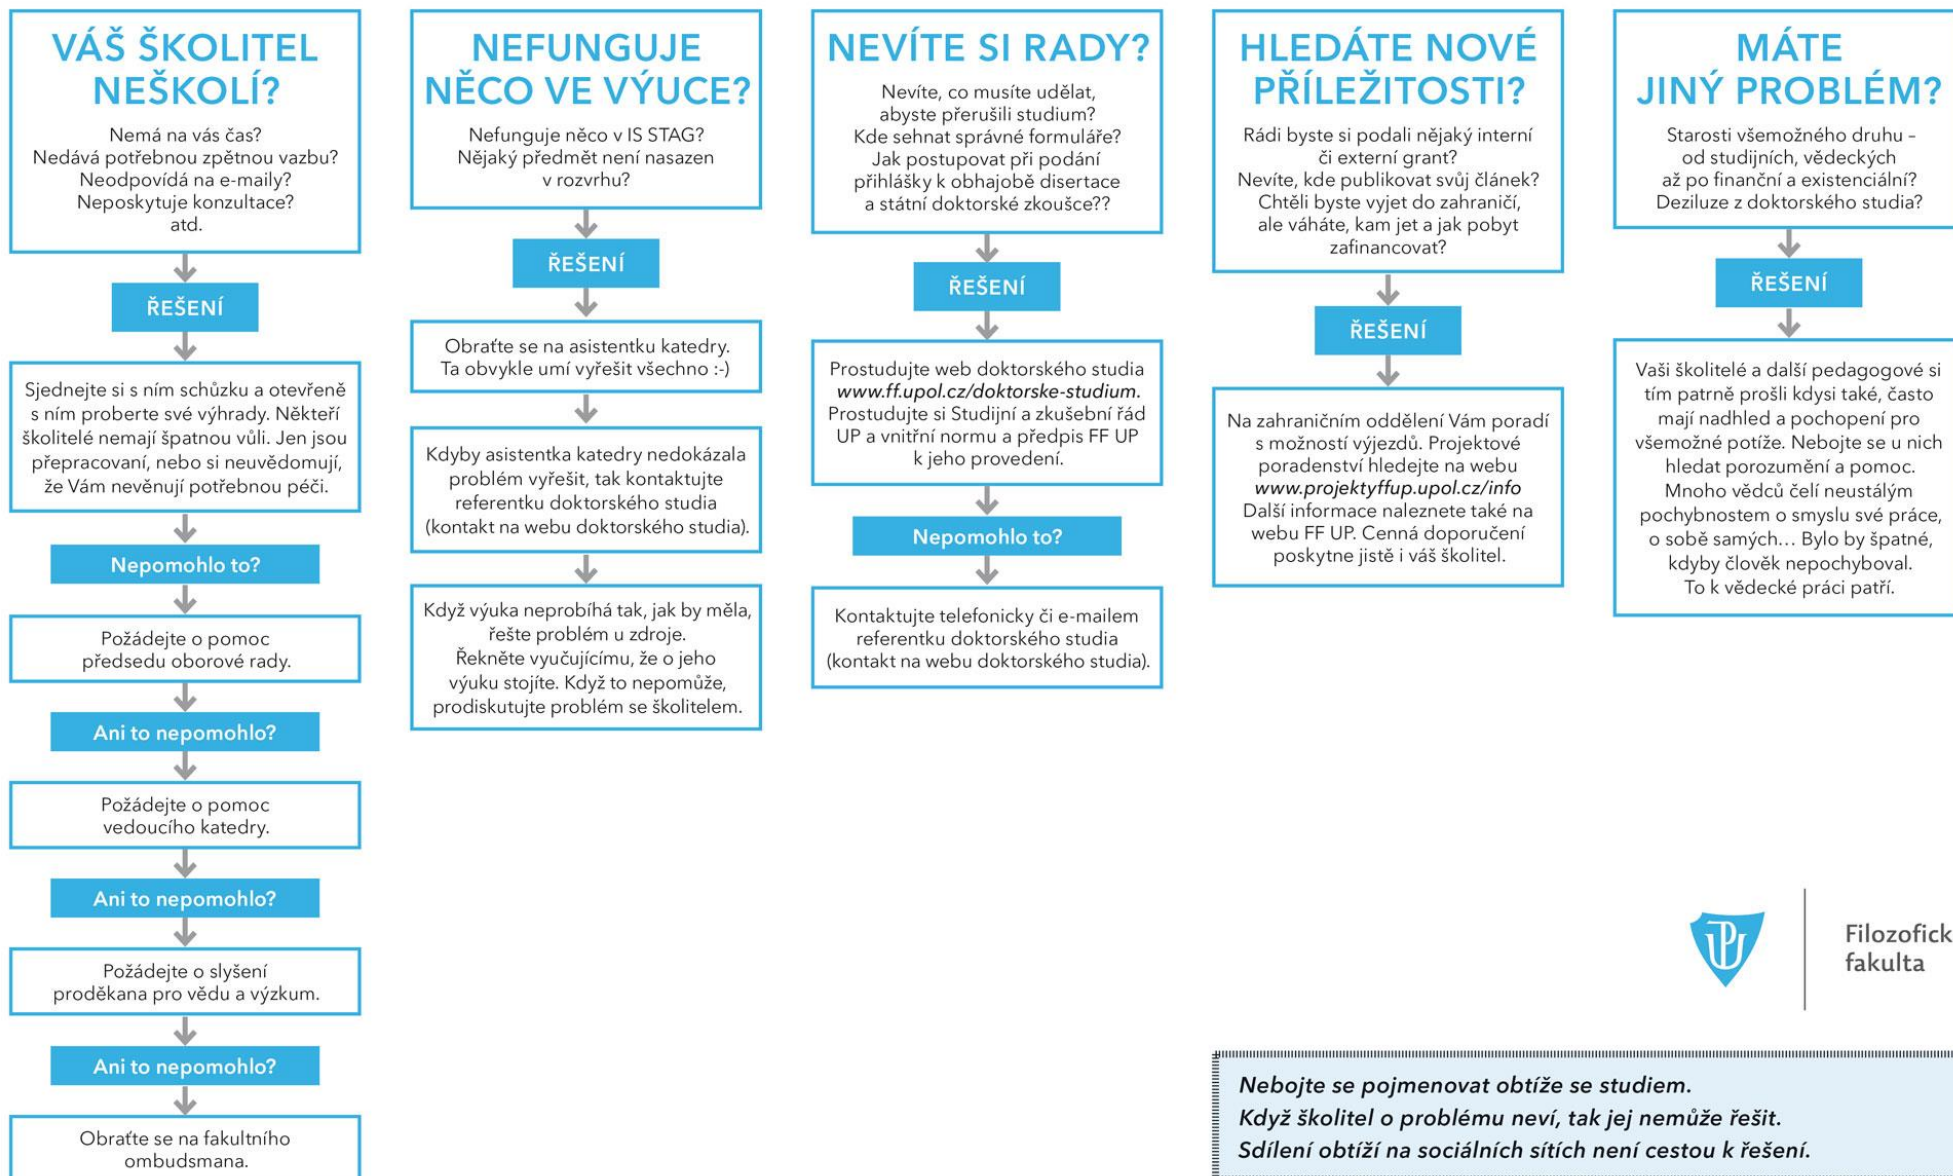 VÁŠ ŠKOLITEL
NEŠKOLÍ?
Nemá na vás čas?
Nedává potřebnou zpětnou vazbu?
Neodpovídá na e-maily?
Neposkytuje konzultace?
atd.
ŘEŠENÍ
Sjednejte si s ním schůzku a otevřeně
s ním proberte své výhrady. Někteří
školitelé nemají špatnou vůli. Jen jsou
přepracovaní, nebo si neuvědomují,
že Vám nevěnují potřebnou péči.
Nepomohlo to?
Požádejte o pomoc
předsedu oborové rady.
Ani to nepomohlo?
Požádejte o pomoc
vedoucího katedry.
Ani to nepomohlo?
Požádejte o slyšení
proděkana pro vědu a výzkum.
Ani to nepomohlo?
Obraťte se na fakultního
ombudsmana.
NEFUNGUJE
NĚCO VE VÝUCE?
Nefunguje něco v IS STAG?
Nějaký předmět není nasazen
v rozvrhu?
ŘEŠENÍ
Obraťte se na asistentku katedry.
Ta obvykle umí vyřešit všechno :-)
Kdyby asistentka katedry nedokázala
problém vyřešit, tak kontaktujte
referentku doktorského studia
(kontakt na webu doktorského studia).
Když výuka neprobíhá tak, jak by měla,
řešte problém u zdroje.
Řekněte vyučujícímu, že o jeho
výuku stojíte. Když to nepomůže,
prodiskutujte problém se školitelem.
NEVÍTE SI RADY?
Nevíte, co musíte udělat,
abyste přerušili studium?
Kde sehnat správné formuláře?
Jak postupovat při podání
přihlášky k obhajobě disertace
a státní doktorské zkoušce??
ŘEŠENÍ
Prostudujte web doktorského studia
www.ff.upol.cz/doktorske-studium.
Prostudujte si Studijní a zkušební řád
UP a vnitřní normu a předpis FF UP
k jeho provedení.
Nepomohlo to?
Kontaktujte telefonicky či e-mailem
referentku doktorského studia
(kontakt na webu doktorského studia).
HLEDÁTE NOVÉ
PŘÍLEŽITOSTI?
Rádi byste si podali nějaký interní
či externí grant?
Nevíte, kde publikovat svůj článek?
Chtěli byste vyjet do zahraničí,
ale váháte, kam jet a jak pobyt
zafinancovat?
ŘEŠENÍ
Na zahraničním oddělení Vám poradí
s možností výjezdů. Projektové
poradenství hledejte na webu
www.projektyffup.upol.cz/info
Další informace naleznete také na
webu FF UP. Cenná doporučení
poskytne jistě i váš školitel.
MÁTE
JINÝ PROBLÉM?
Starosti všemožného druhu –
od studijních, vědeckých
až po finanční a existenciální?
Deziluze z doktorského studia?
ŘEŠENÍ
Vaši školitelé a další pedagogové si
tím patrně prošli kdysi také, často
mají nadhled a pochopení pro
všemožné potíže. Nebojte se u nich
hledat porozumění a pomoc.
Mnoho vědců čelí neustálým
pochybnostem o smyslu své práce,
o sobě samých... Bylo by špatné,
kdyby člověk nepochyboval.
To k vědecké práci patří.
UP
Filozofick
fakulta
Nebojte se pojmenovat obtíže se studiem.
Když školitel o problému neví, tak jej nemůže řešit.
Sdílení obtíží na sociálních sítích není cestou k řešení.